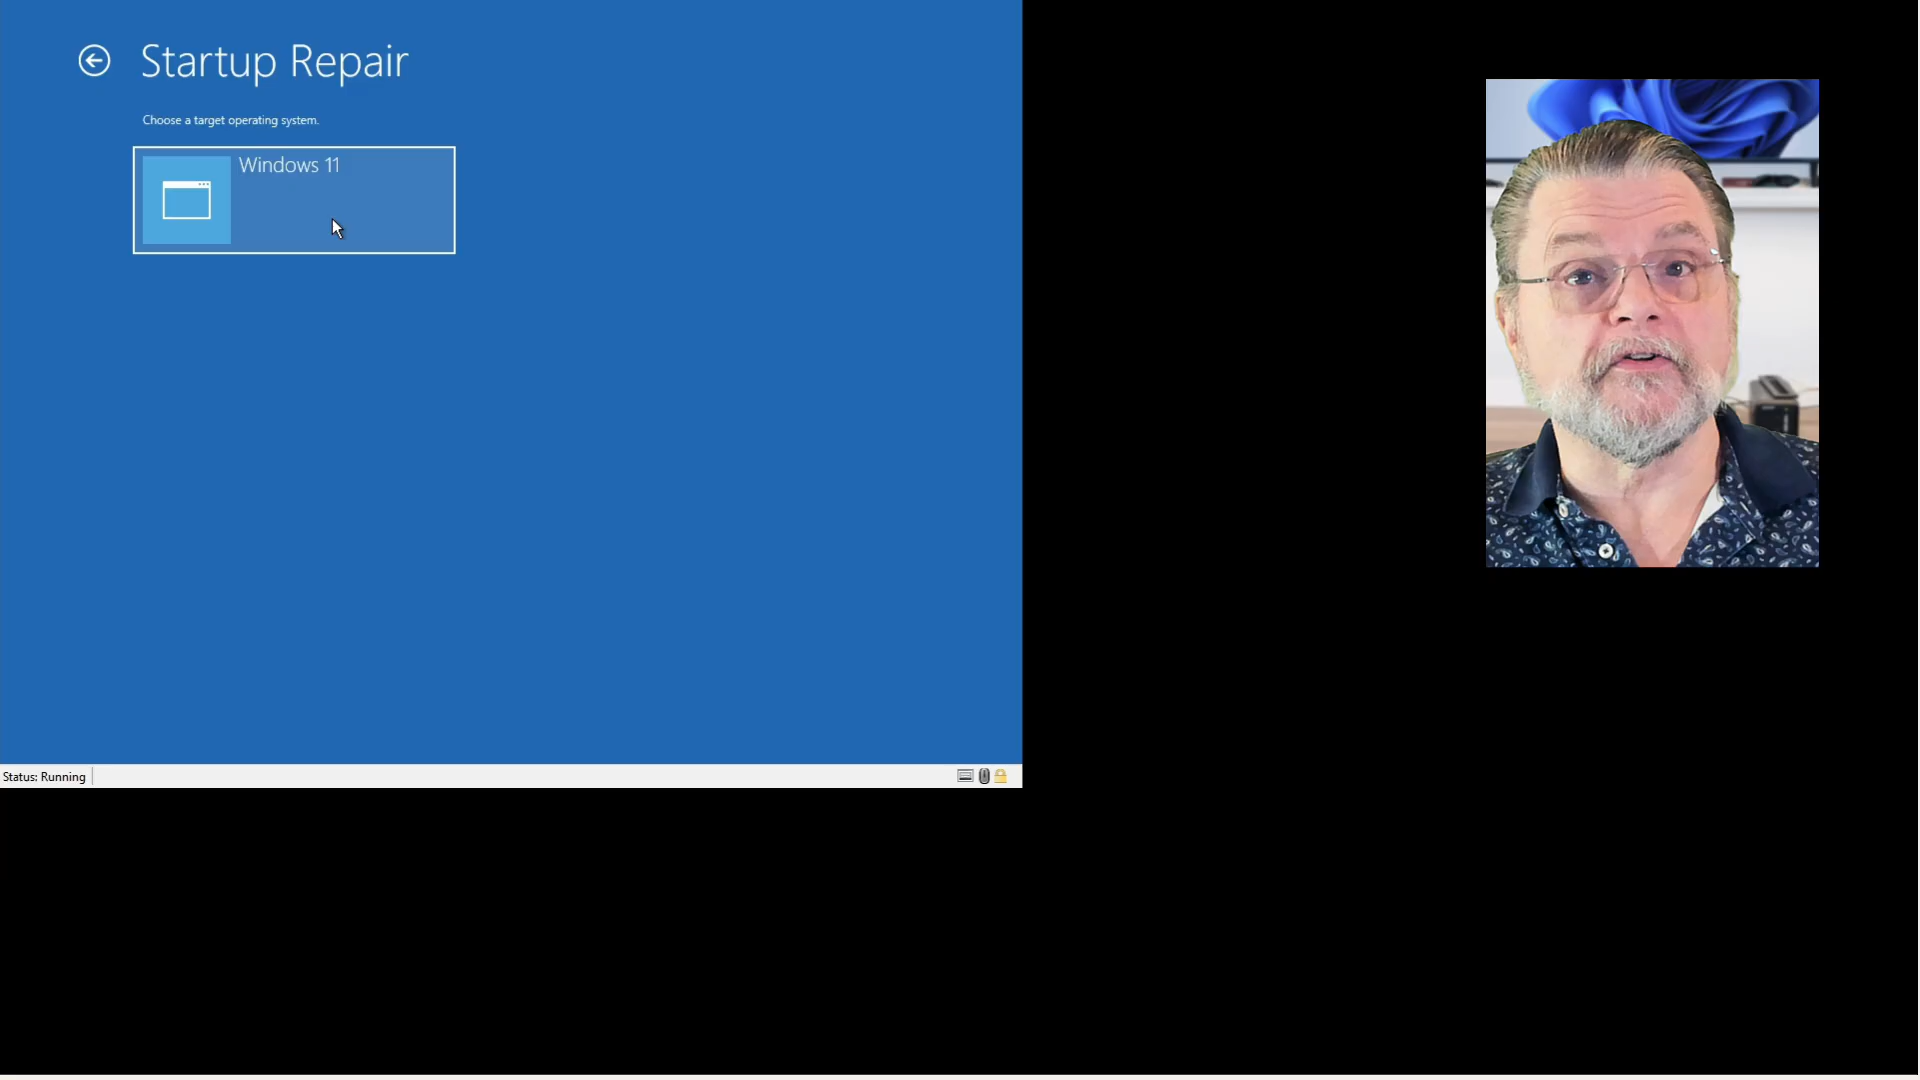 Startup Repair
Choose a target operating system.
Windows 11
Status: Running